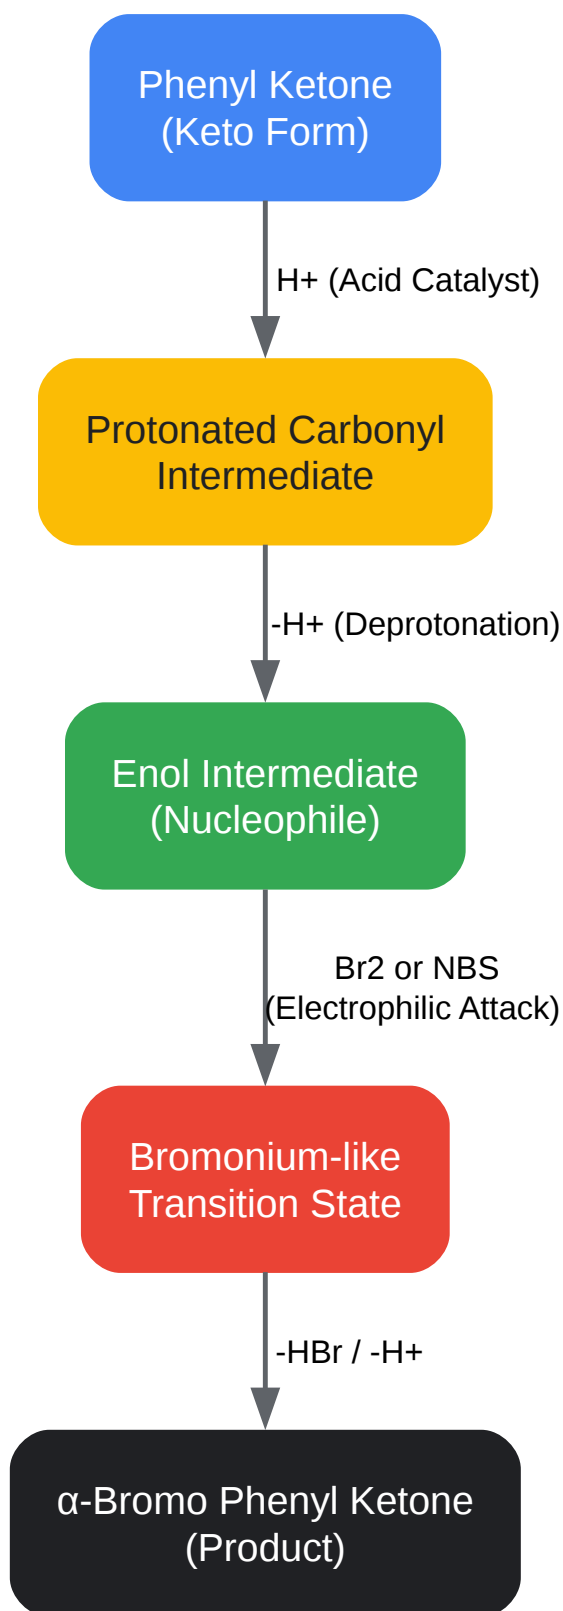 Phenyl Ketone
(Keto Form)
H+ (Acid Catalyst)
Protonated Carbonyl
Intermediate
-H+ (Deprotonation)
Enol Intermediate
(Nucleophile)
Br2 or NBS
(Electrophilic Attack)
Bromonium-like
Transition State
-HBr / -H+
α-Bromo Phenyl Ketone
(Product)